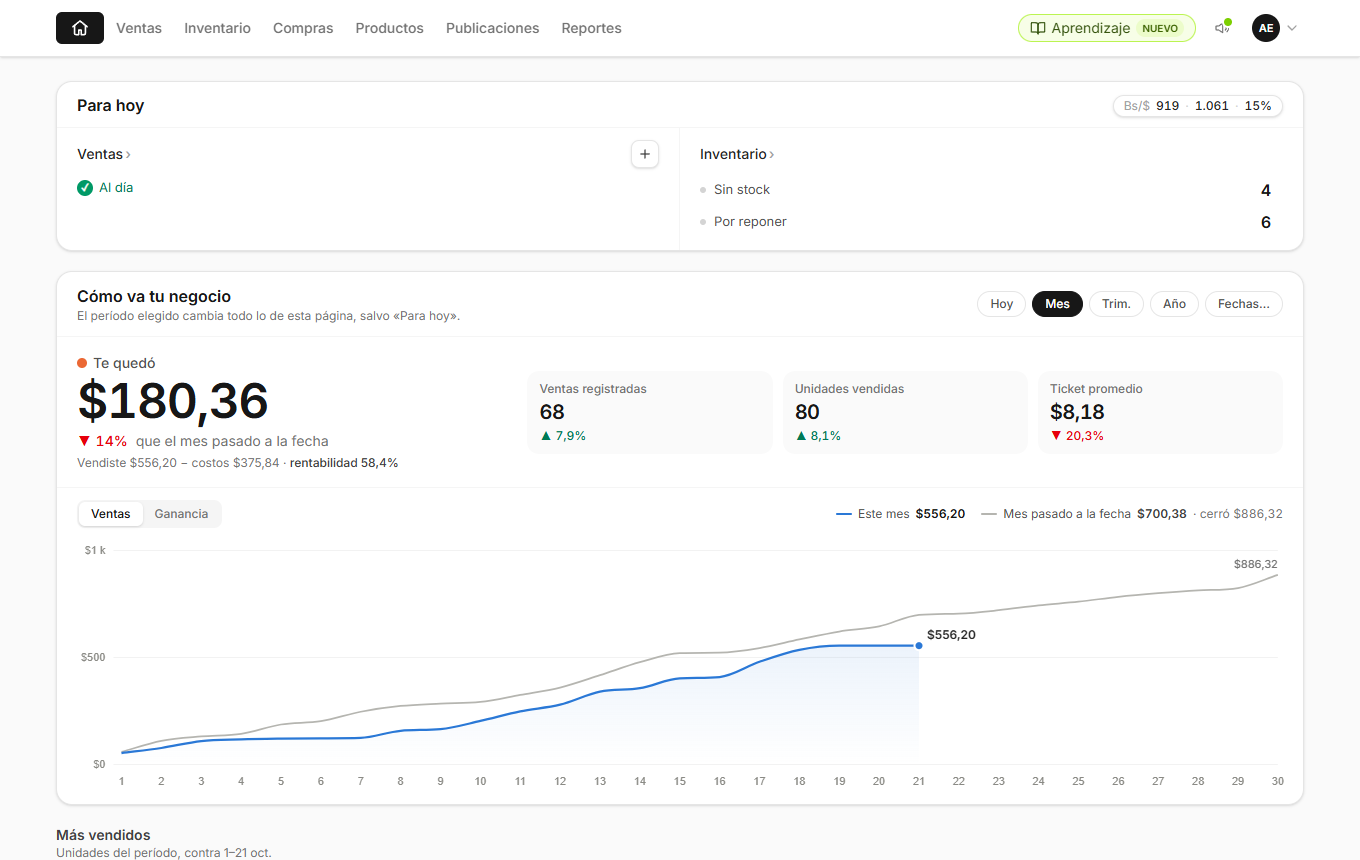 Ventas Inventario Compras Productos Publicaciones Reportes Aprendizaje NUEVO AE
Para hoy
Bs/$ 919 · 1.061 · 15%
Ventas ›
+
Al día
Inventario ›
Sin stock 4
Por reponer 6
Cómo va tu negocio
El período elegido cambia todo lo de esta página, salvo «Para hoy».
Hoy Mes Trim. Año Fechas...
Te quedó
$180,36
▼ 14% que el mes pasado a la fecha
Vendiste $556,20 − costos $375,84 · rentabilidad 58,4%
Ventas registradas
68
▲ 7,9%
Unidades vendidas
80
▲ 8,1%
Ticket promedio
$8,18
▼ 20,3%
Ventas Ganancia
Este mes $556,20 Mes pasado a la fecha $700,38 · cerró $886,32
$1 k
$886,32
$556,20
$500
$0
1 2 3 4 5 6 7 8 9 10 11 12 13 14 15 16 17 18 19 20 21 22 23 24 25 26 27 28 29 30
Más vendidos
Unidades del período, contra 1–21 oct.